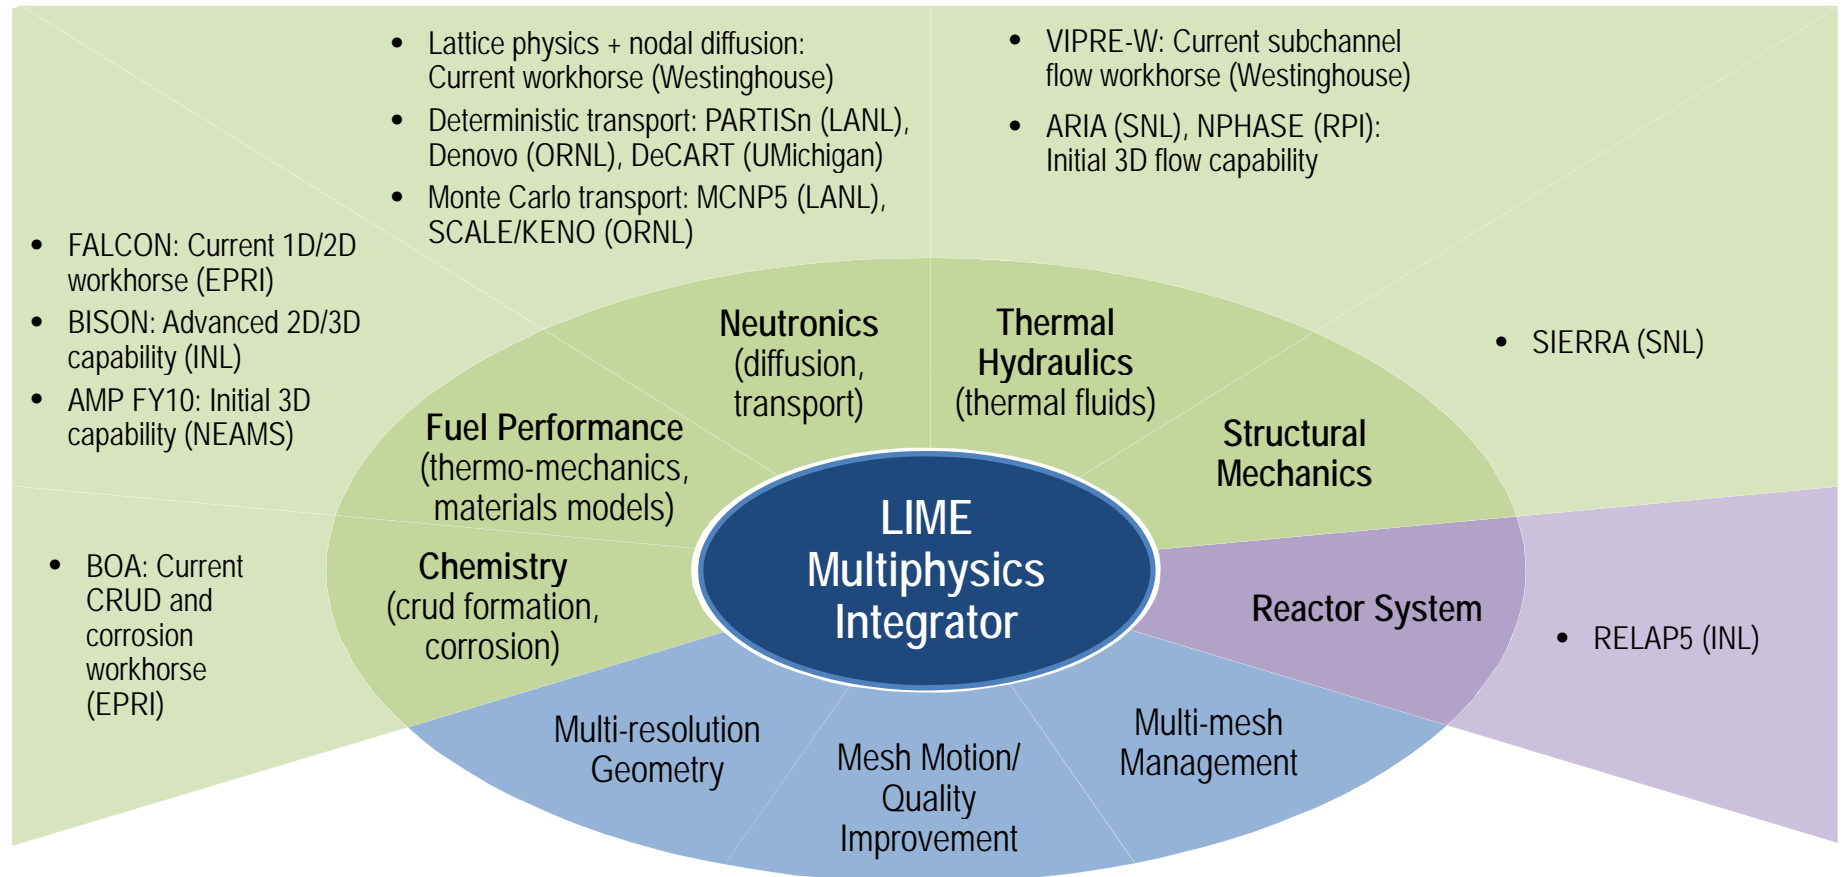 • Lattice physics + nodal diffusion:
Current workhorse (Westinghouse)
• Deterministic transport: PARTISn (LANL),
Denovo (ORNL), DeCART (UMichigan)
• Monte Carlo transport: MCNP5 (LANL),
SCALE/KENO (ORNL)
• VIPRE-W: Current subchannel
flow workhorse (Westinghouse)
• ARIA (SNL), NPHASE (RPI):
Initial 3D flow capability
• FALCON: Current 1D/2D
workhorse (EPRI)
• BISON: Advanced 2D/3D
capability (INL)
• AMP FY10: Initial 3D
capability (NEAMS)
• SIERRA (SNL)
• BOA: Current
CRUD and
corrosion
workhorse
(EPRI)
• RELAP5 (INL)
Neutronics
(diffusion,
transport)
Thermal
Hydraulics
(thermal fluids)
Fuel Performance
(thermo-mechanics,
materials models)
Structural
Mechanics
Chemistry
(crud formation,
corrosion)
LIME
Multiphysics
Integrator
Reactor System
Multi-resolution
Geometry
Mesh Motion/
Quality
Improvement
Multi-mesh
Management